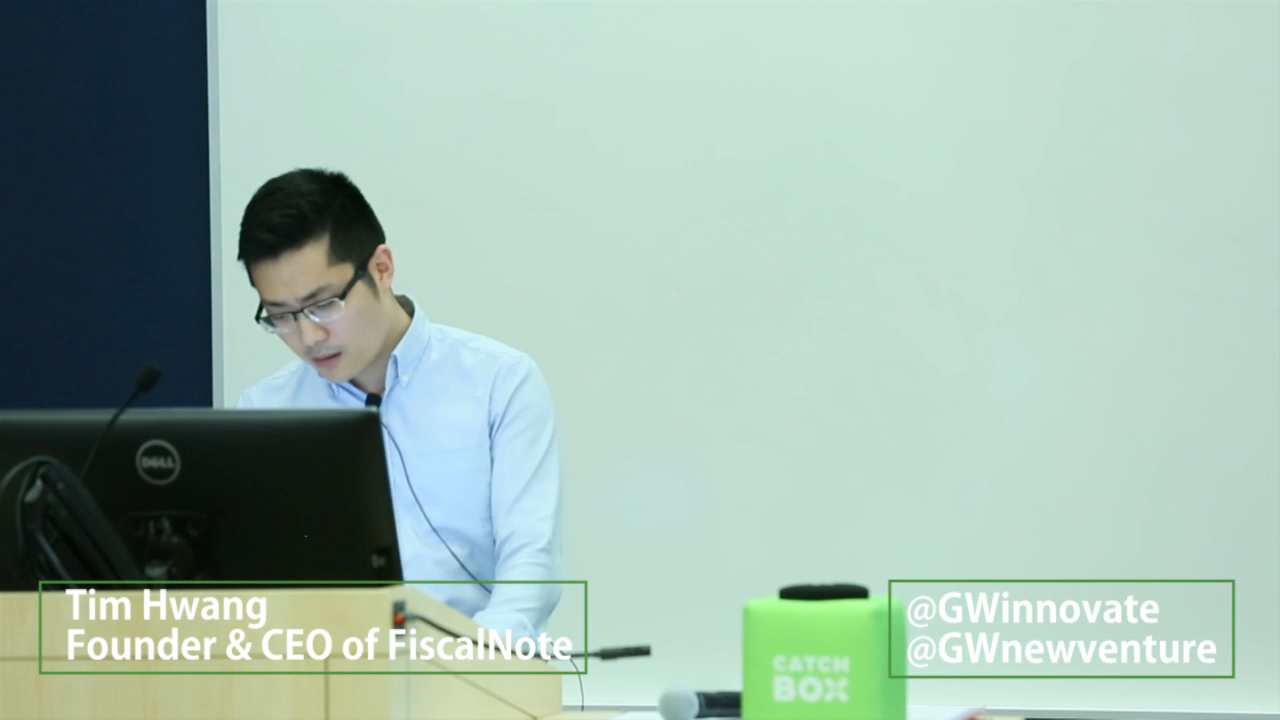 DELL
Tim Hwang
Founder & CEO of FiscalNote
CATCH
BOX
@GWinnovate
@GWnewventure